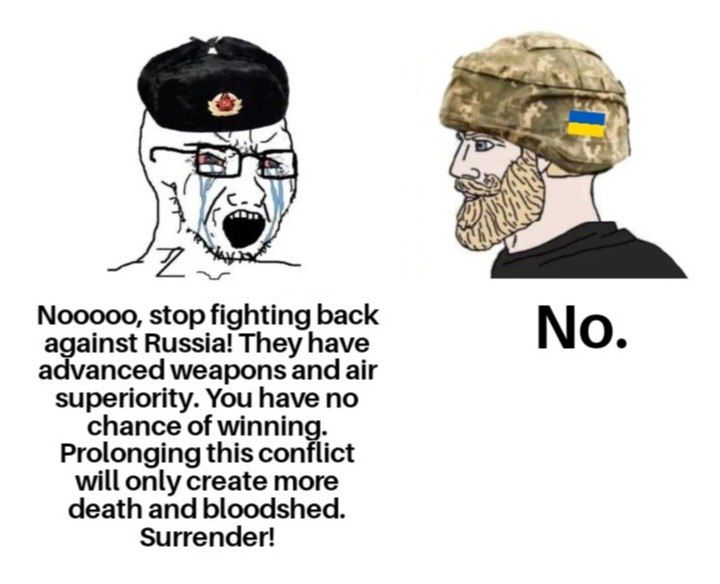 Z
Nooooo, stop fighting back
against Russia! They have
advanced weapons and air
superiority. You have no
chance of winning.
Prolonging this conflict
will only create more
death and bloodshed.
Surrender!
No.